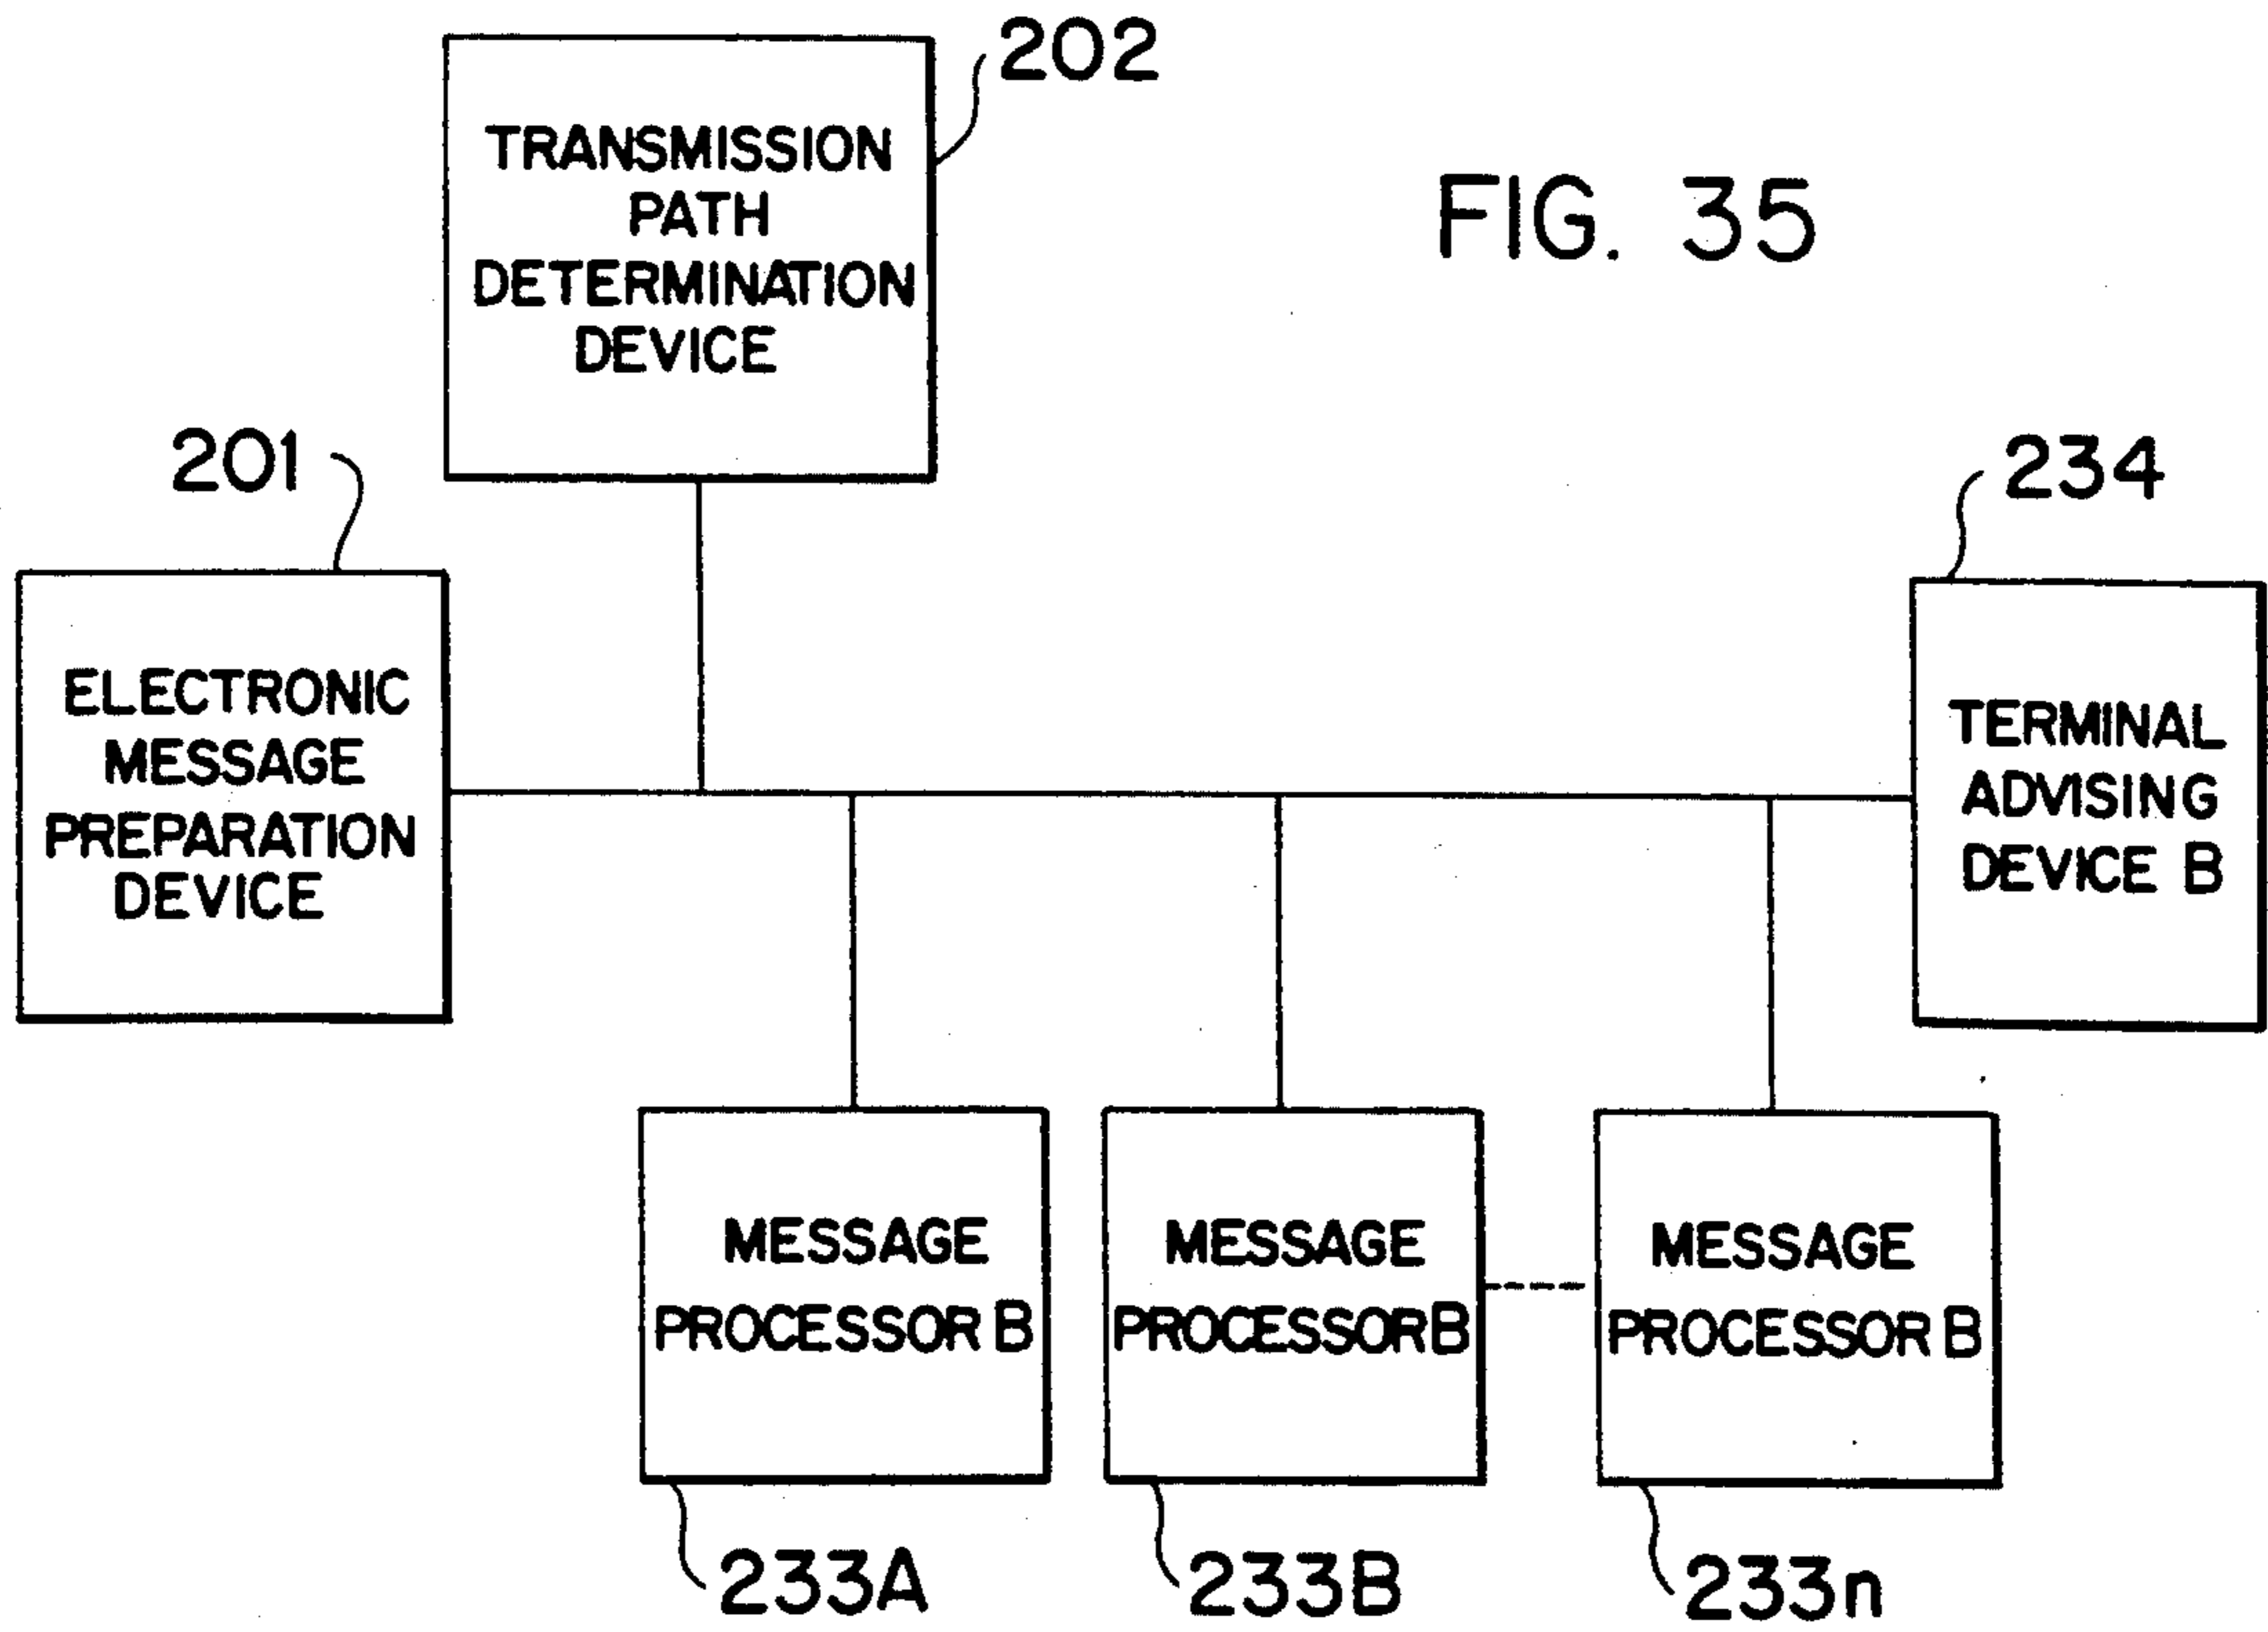 202
TRANSMISSION
PATH
DETERMINATION
DEVICE
FIG. 35
201
234
ELECTRONIC
MESSAGE
PREPARATION
DEVICE
TERMINAL
ADVISING
DEVICE B
MESSAGE
PROCESSOR B
MESSAGE
PROCESSOR B
MESSAGE
PROCESSOR B
233A
233B
233n